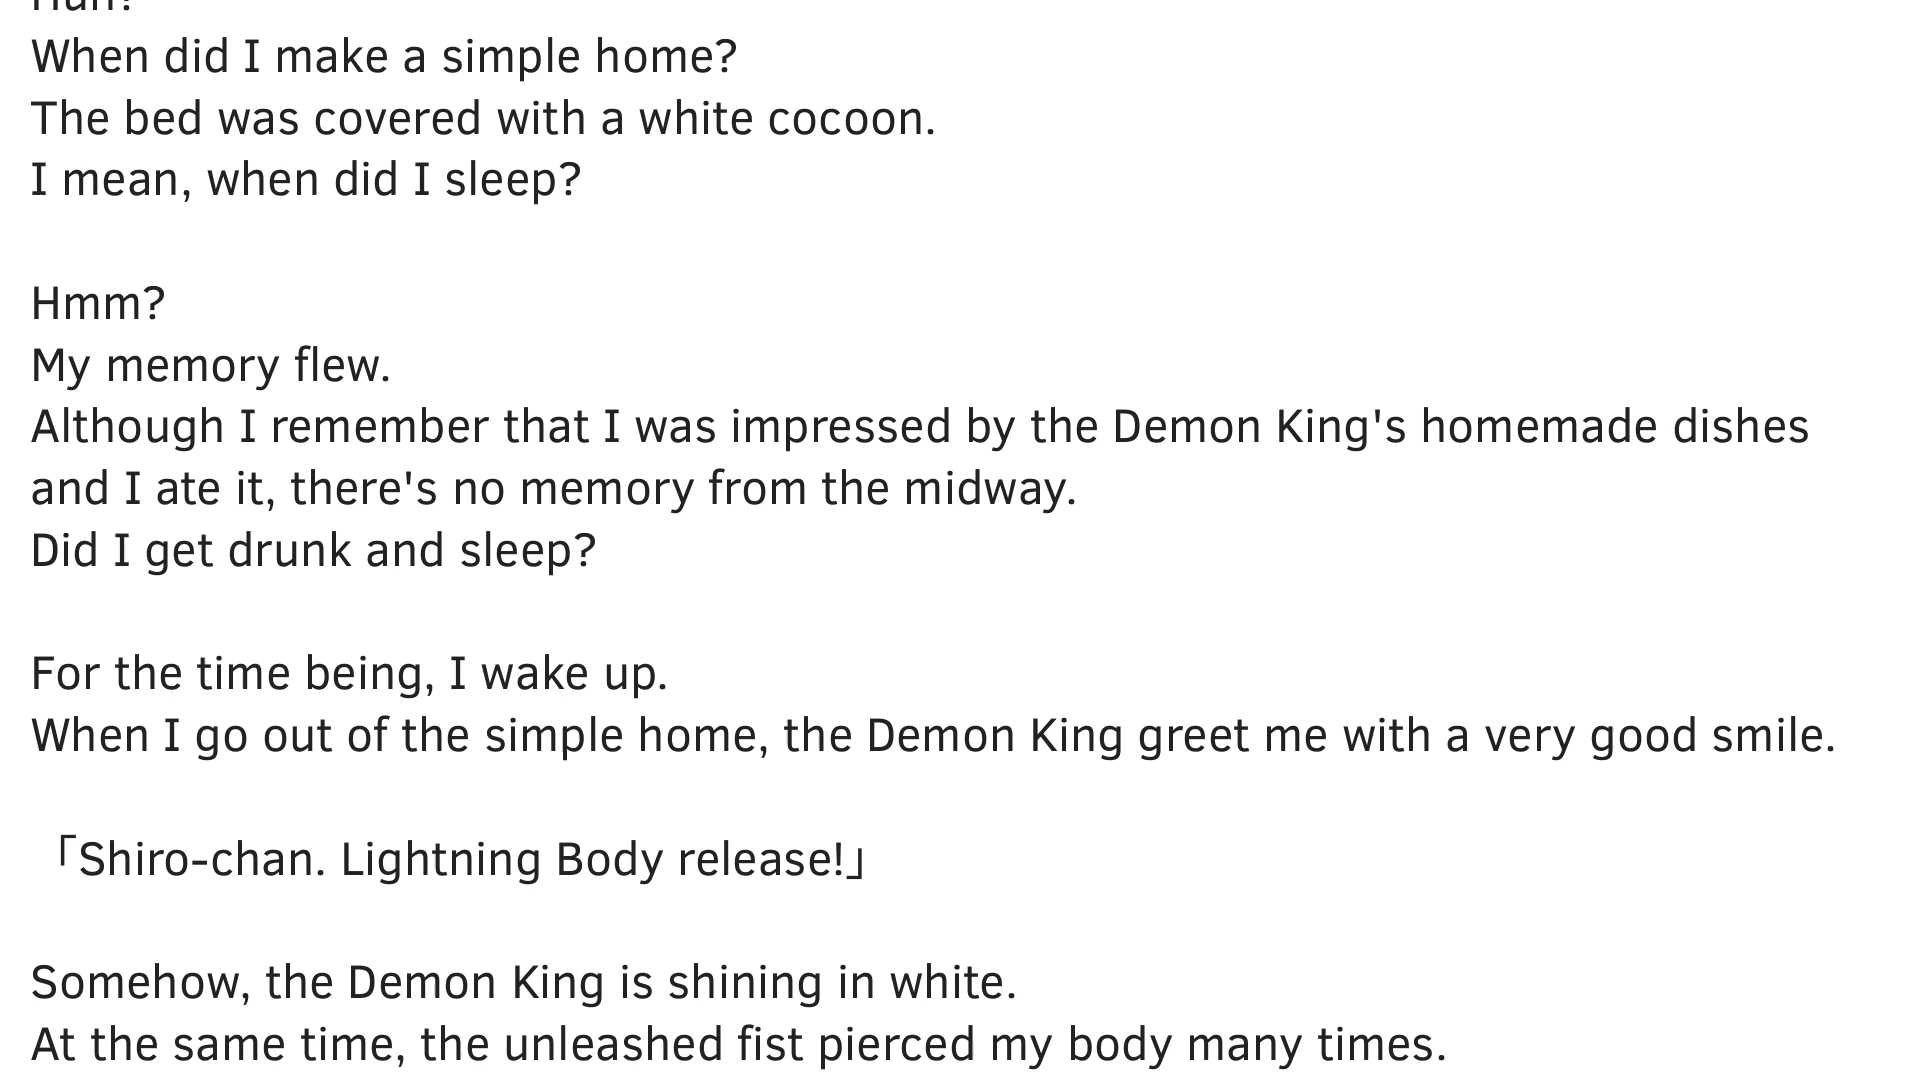 Huh?
When did I make a simple home?
The bed was covered with a white cocoon.
I mean, when did I sleep?
Hmm?
My memory flew.
Although I remember that I was impressed by the Demon King's homemade dishes
and I ate it, there's no memory from the midway.
Did I get drunk and sleep?
For the time being, I wake up.
When I go out of the simple home, the Demon King greet me with a very good smile.
「Shiro-chan. Lightning Body release!」
Somehow, the Demon King is shining in white.
At the same time, the unleashed fist pierced my body many times.